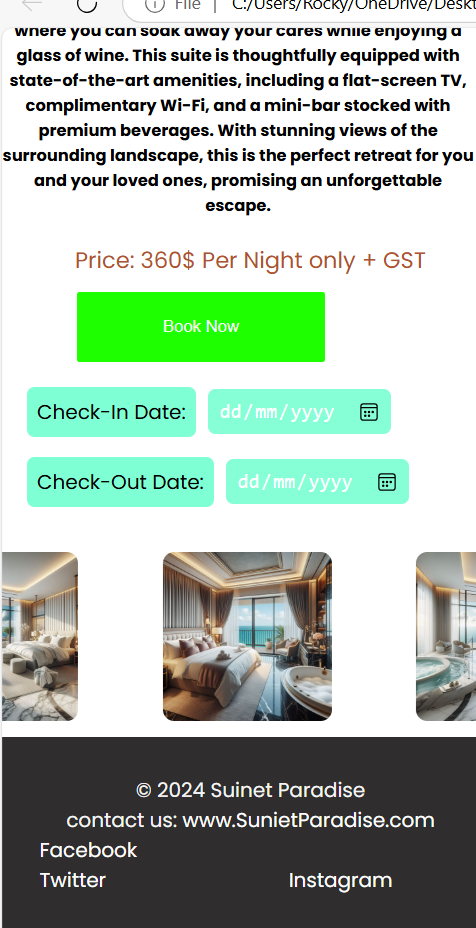 File | C:/Users/Rocky/OneDrive/Deskt
where you can soak away your cares while enjoying a
glass of wine. This suite is thoughtfully equipped with
state-of-the-art amenities, including a flat-screen TV,
complimentary Wi-Fi, and a mini-bar stocked with
premium beverages. With stunning views of the
surrounding landscape, this is the perfect retreat for you
and your loved ones, promising an unforgettable
escape.
Price: 360$ Per Night only + GST
Book Now
Check-In Date: dd/mm/yyyy
Check-Out Date: dd/mm/yyyy
© 2024 Suinet Paradise
contact us: www.SunietParadise.com
Facebook
Twitter Instagram